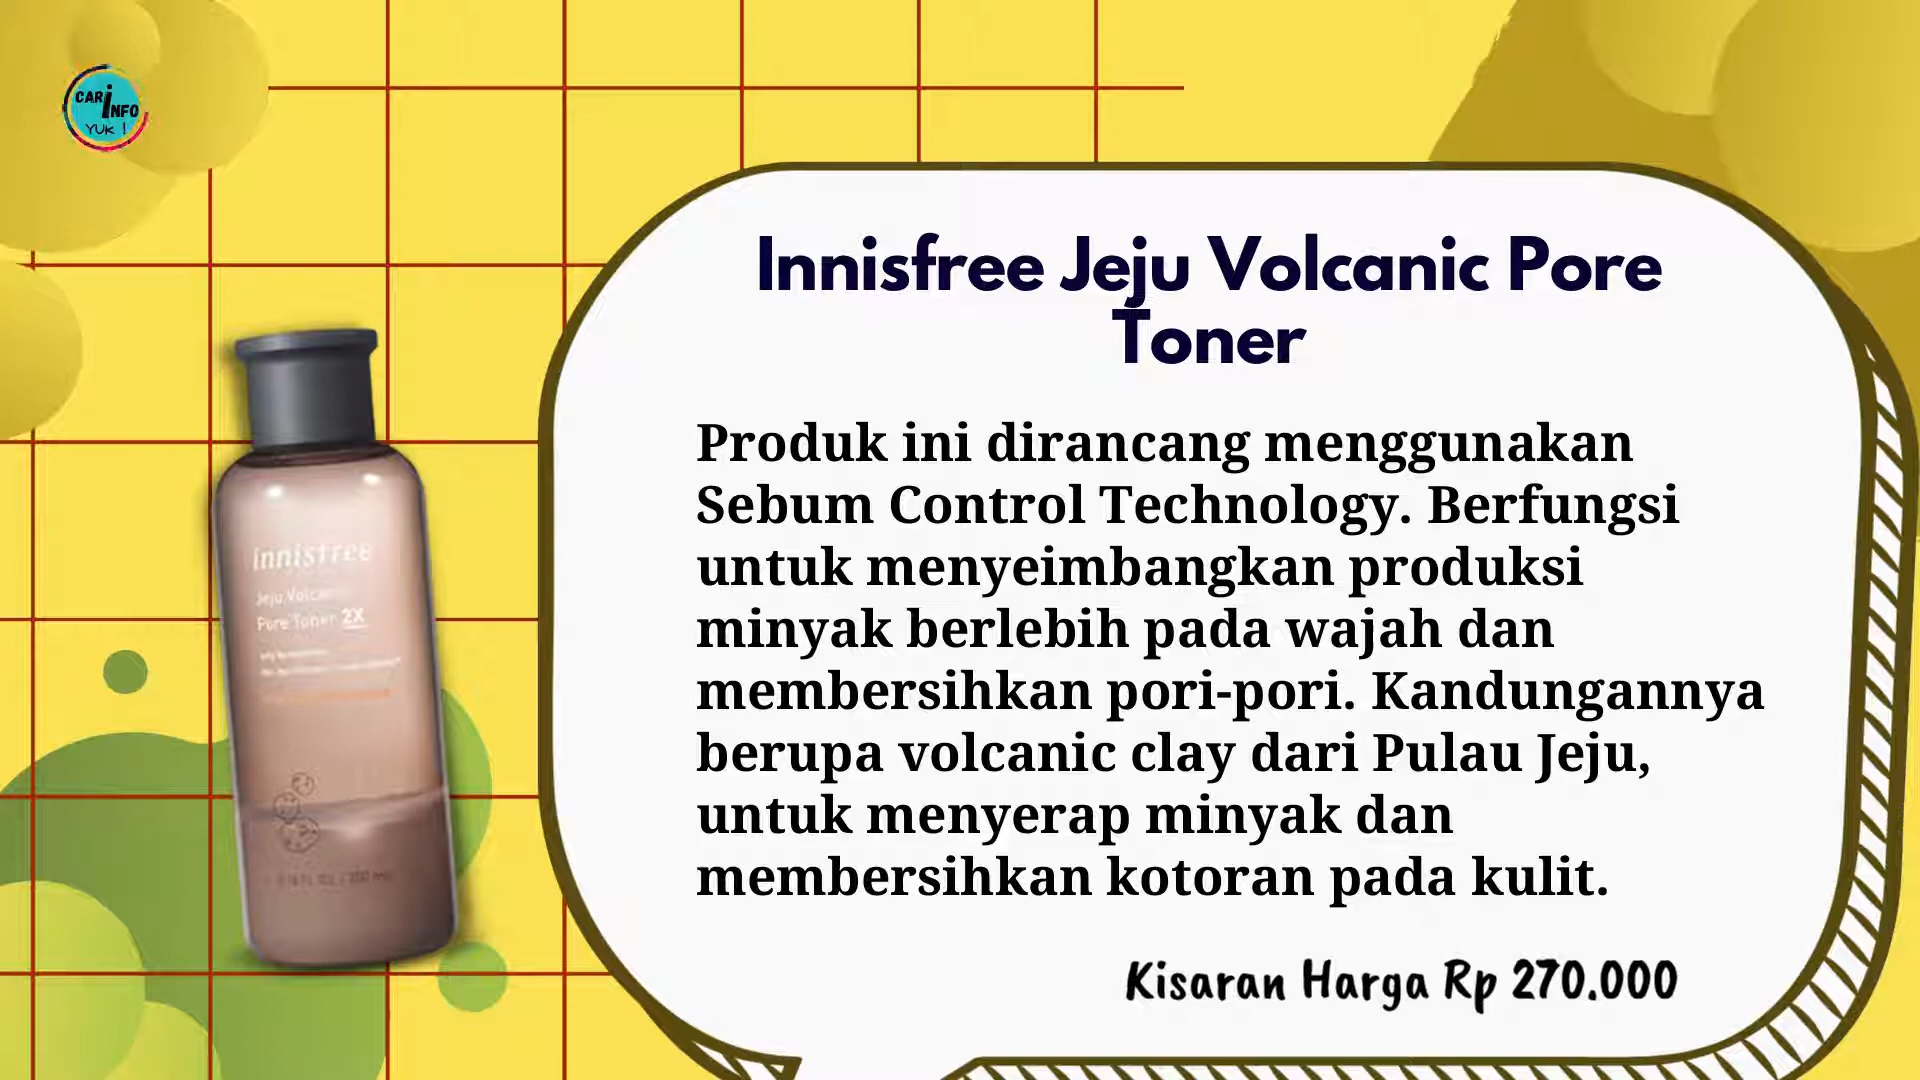 CARI INFO
YUK !
Innisfree Jeju Volcanic Pore
Toner
Produk ini dirancang menggunakan
Sebum Control Technology. Berfungsi
untuk menyeimbangkan produksi
minyak berlebih pada wajah dan
membersihkan pori-pori. Kandungannya
berupa volcanic clay dari Pulau Jeju,
untuk menyerap minyak dan
membersihkan kotoran pada kulit.
Kisaran Harga Rp 270.000
innisfree
Jeju Volcanic
Pore Toner 2X